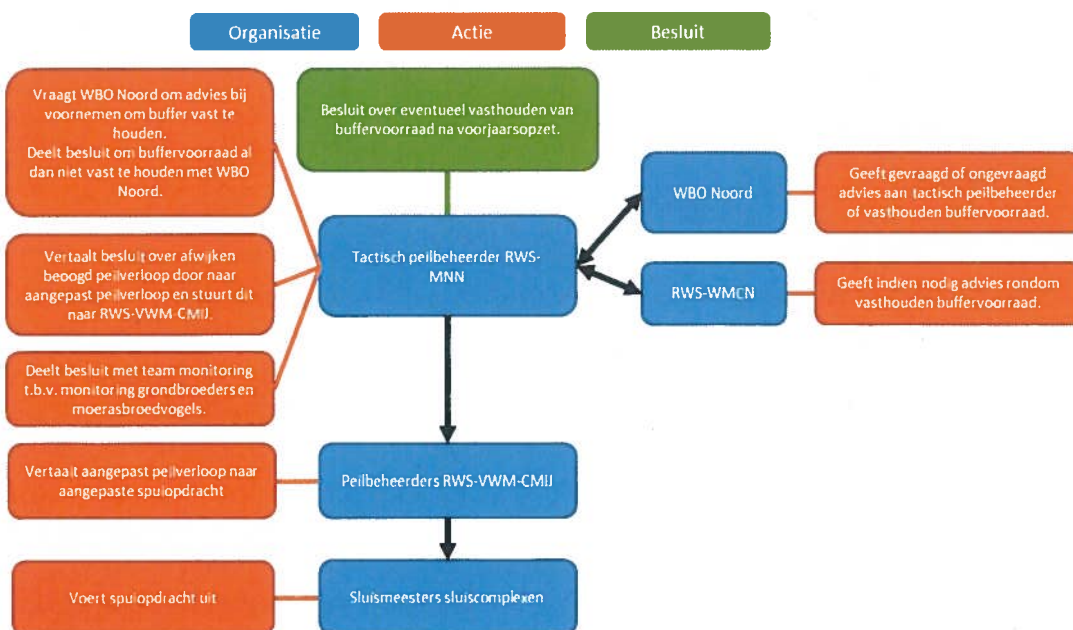 Organisatie
Actie
Besluit
Vraagt WBO Noord om advies bij
voornemen om buffer vast te
houden.
Deelt besluit om buffervoorraad al
dan niet vast te houden met WBO
Noord.
Besluit over eventueel vasthouden van
buffervoorraad na voorjaarsopzet.
WBO Noord
Geeft gevraagd of ongevraagd
advies aan tactisch peilbeheerder
of vasthouden buffervoorraad.
Vertaalt besluit over afwijken
beoogd peilverloop door naar
aangepast peilverloop en stuurt dit
naar RWS-VWM-CMIJ.
Tactisch peilbeheerder RWS-
MNN
RWS-WMCN
Geeft indien nodig advies rondom
vasthouden buffervoorraad.
Deelt besluit met team monitoring
t.b.v. monitoring grondbroeders en
moerasbroedvogels.
Vertaalt aangepast peilverloop naar
aangepaste spuiopdracht
Peilbeheerders RWS-VWM-CMIJ
Voert spuiopdracht uit
Sluismeesters sluiscomplexen